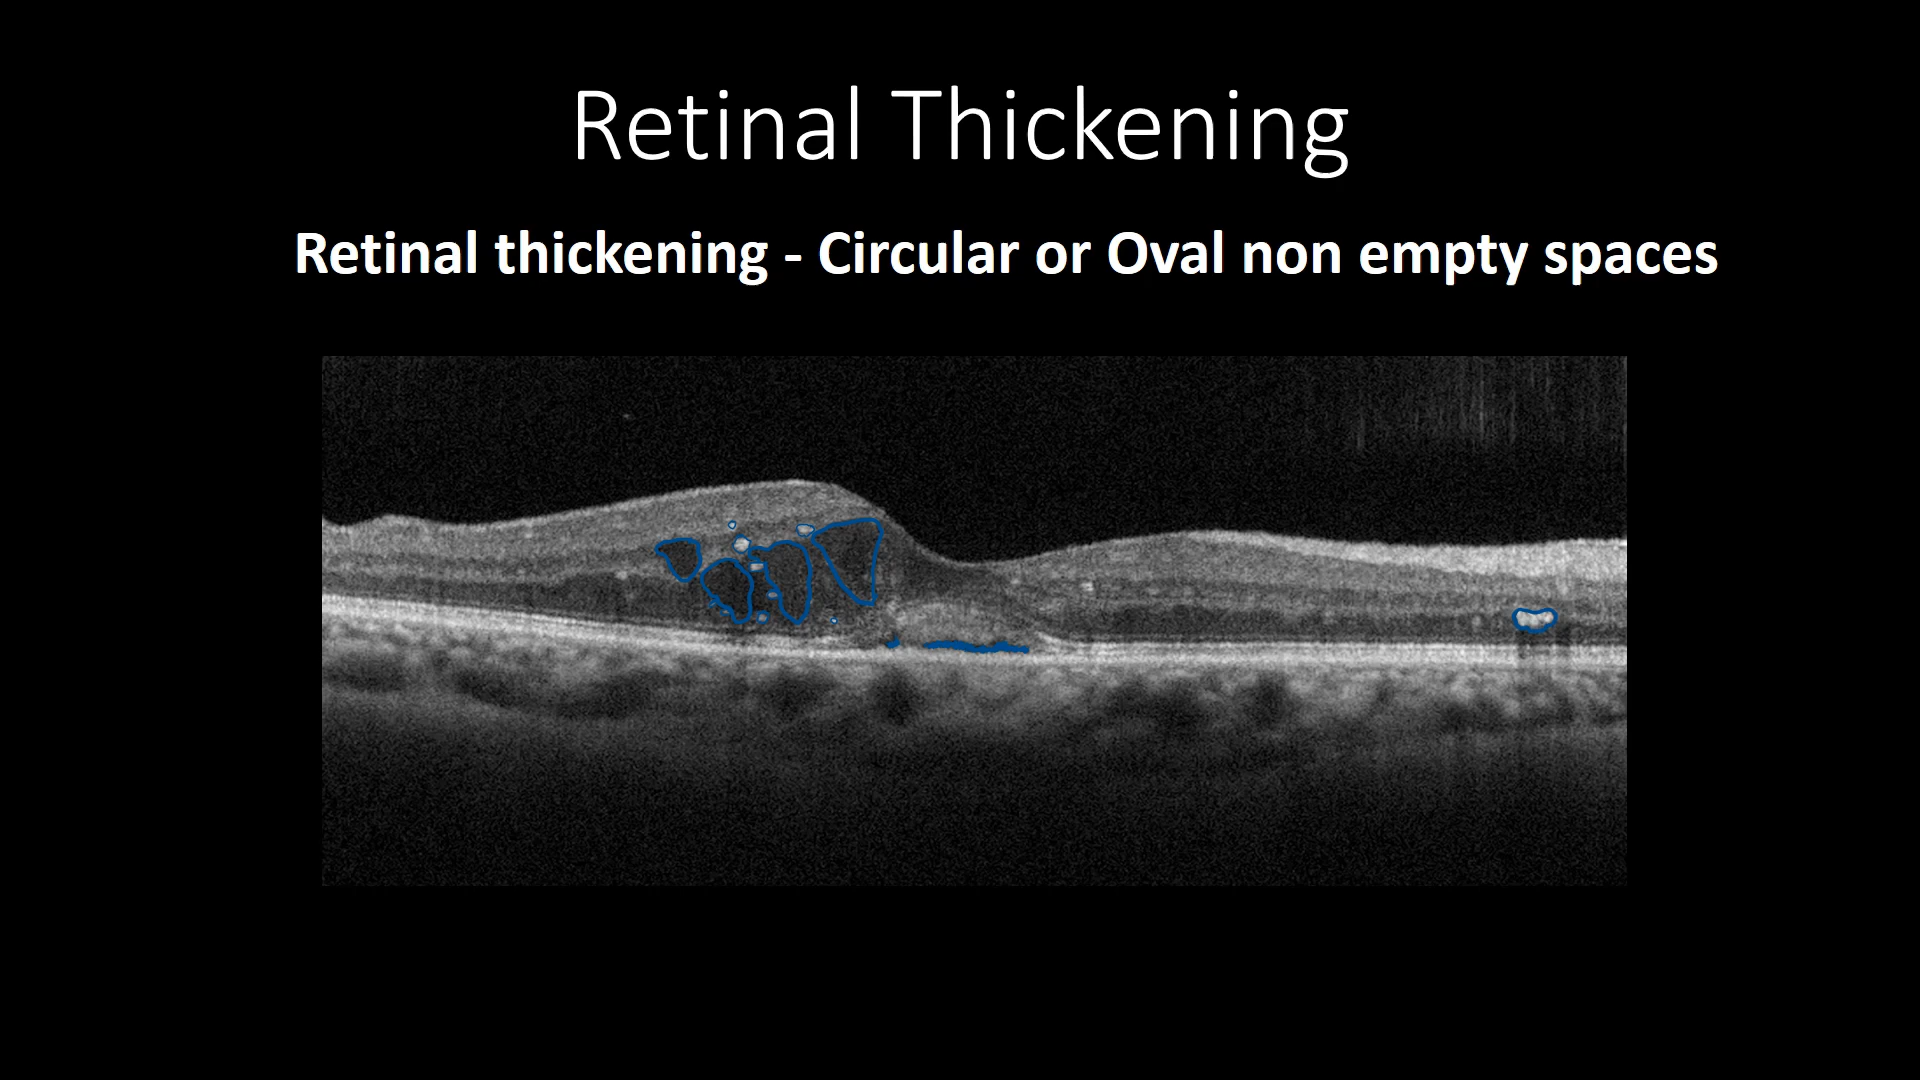 Retinal Thickening
Retinal thickening - Circular or Oval non empty spaces